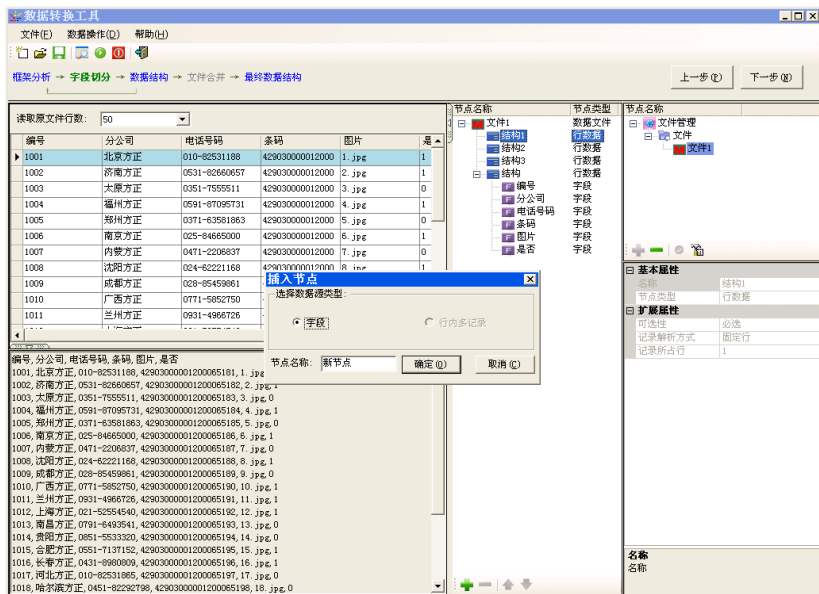 数据转换工具
文件(F) 数据操作(D) 帮助(H)
框架分析 → 字段切分 → 数据结构 → 文件合并 → 最终数据结构
上一步(P) 下一步(N)
读取原文件行数: 50
编号 分公司 电话号码 条码 图片 是
1001 北京方正 010-82531188 429030000012000 1.jpg 1
1002 济南方正 0531-82660657 429030000012000 2.jpg 1
1003 太原方正 0351-7555511 429030000012000 3.jpg 0
1004 福州方正 0591-87095731 429030000012000 4.jpg 1
1005 郑州方正 0371-63581863 429030000012000 5.jpg 0
1006 南京方正 025-84665000 429030000012000 6.jpg 1
1007 内蒙方正 0471-2206837 429030000012000 7.jpg 0
1008 沈阳方正 024-62221168 429030000012000 8.jpg 1
1009 成都方正 028-85459861
1010 广西方正 0771-5852750
1011 兰州方正 0931-4966726
编号,分公司,电话号码,条码,图片,是否
1001,北京方正,010-82531188,42903000001200065181,1.jpg
1002,济南方正,0531-82660657,42903000001200065182,2.jpg,1
1003,太原方正,0351-7555511,42903000001200065183,3.jpg,0
1004,福州方正,0591-87095731,42903000001200065184,4.jpg,1
1005,郑州方正,0371-63581863,42903000001200065185,5.jpg,0
1006,南京方正,025-84665000,42903000001200065186,6.jpg,1
1007,内蒙方正,0471-2206837,42903000001200065187,7.jpg,0
1008,沈阳方正,024-62221168,42903000001200065188,8.jpg,1
1009,成都方正,028-85459861,42903000001200065189,9.jpg,0
1010,广西方正,0771-5852750,42903000001200065190,10.jpg,1
1011,兰州方正,0931-4966726,42903000001200065191,11.jpg,1
1012,上海方正,021-52554540,42903000001200065192,12.jpg,1
1013,南昌方正,0791-6493541,42903000001200065193,13.jpg,0
1014,贵阳方正,0851-5533320,42903000001200065194,14.jpg,0
1015,合肥方正,0551-7137152,42903000001200065195,15.jpg,1
1016,长春方正,0431-8980809,42903000001200065196,16.jpg,1
1017,河北方正,010-82531865,42903000001200065197,17.jpg,0
1018,哈尔滨方正,0451-82292798,42903000001200065198,18.jpg,0
插入节点
选择数据源类型:
字段 行内多记录
节点名称: 新节点 确定(O) 取消(C)
节点名称 节点类型
文件1 数据文件
结构1 行数据
结构2 行数据
结构3 行数据
结构 行数据
编号 字段
分公司 字段
电话号码 字段
条码 字段
图片 字段
是否 字段
节点名称
文件管理
文件
文件1
基本属性
名称 结构1
节点类型 行数据
扩展属性
可选性 必选
记录解析方式 固定行
记录所占行 1
名称
名称